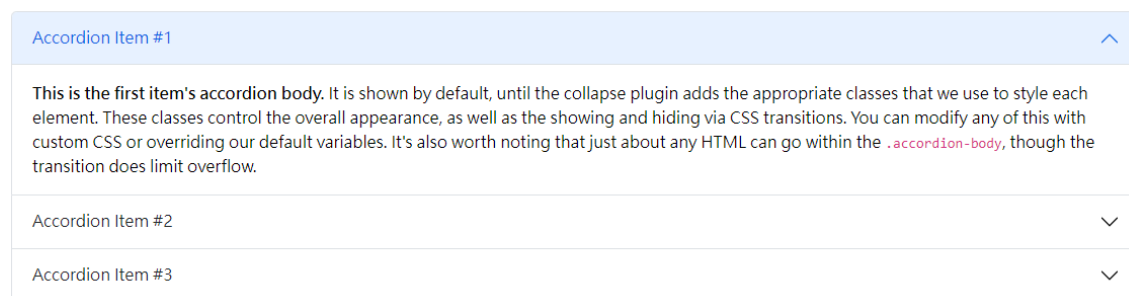 Accordion Item #1
This is the first item's accordion body. It is shown by default, until the collapse plugin adds the appropriate classes that we use to style each
element. These classes control the overall appearance, as well as the showing and hiding via CSS transitions. You can modify any of this with
custom CSS or overriding our default variables. It's also worth noting that just about any HTML can go within the .accordion-body, though the
transition does limit overflow.
Accordion Item #2
Accordion Item #3